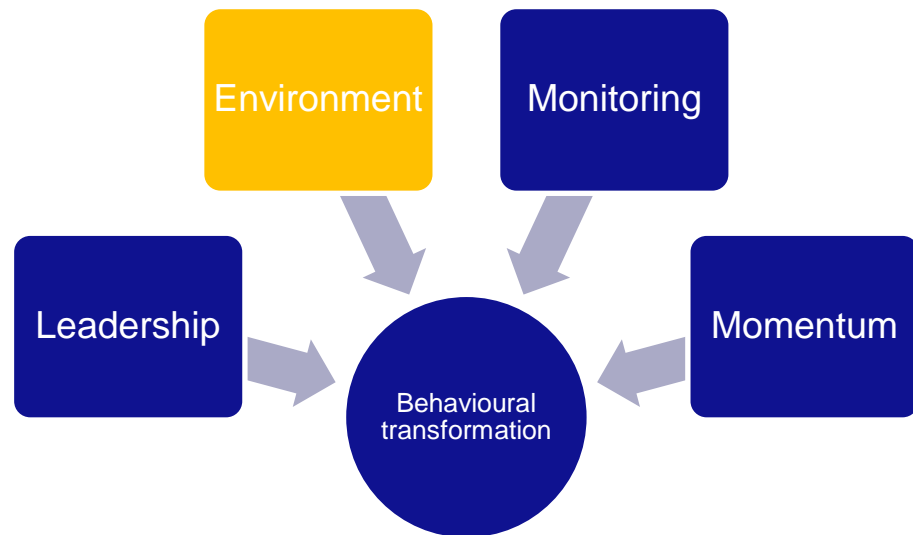 Environment
Monitoring
Leadership
Momentum
Behavioural
transformation